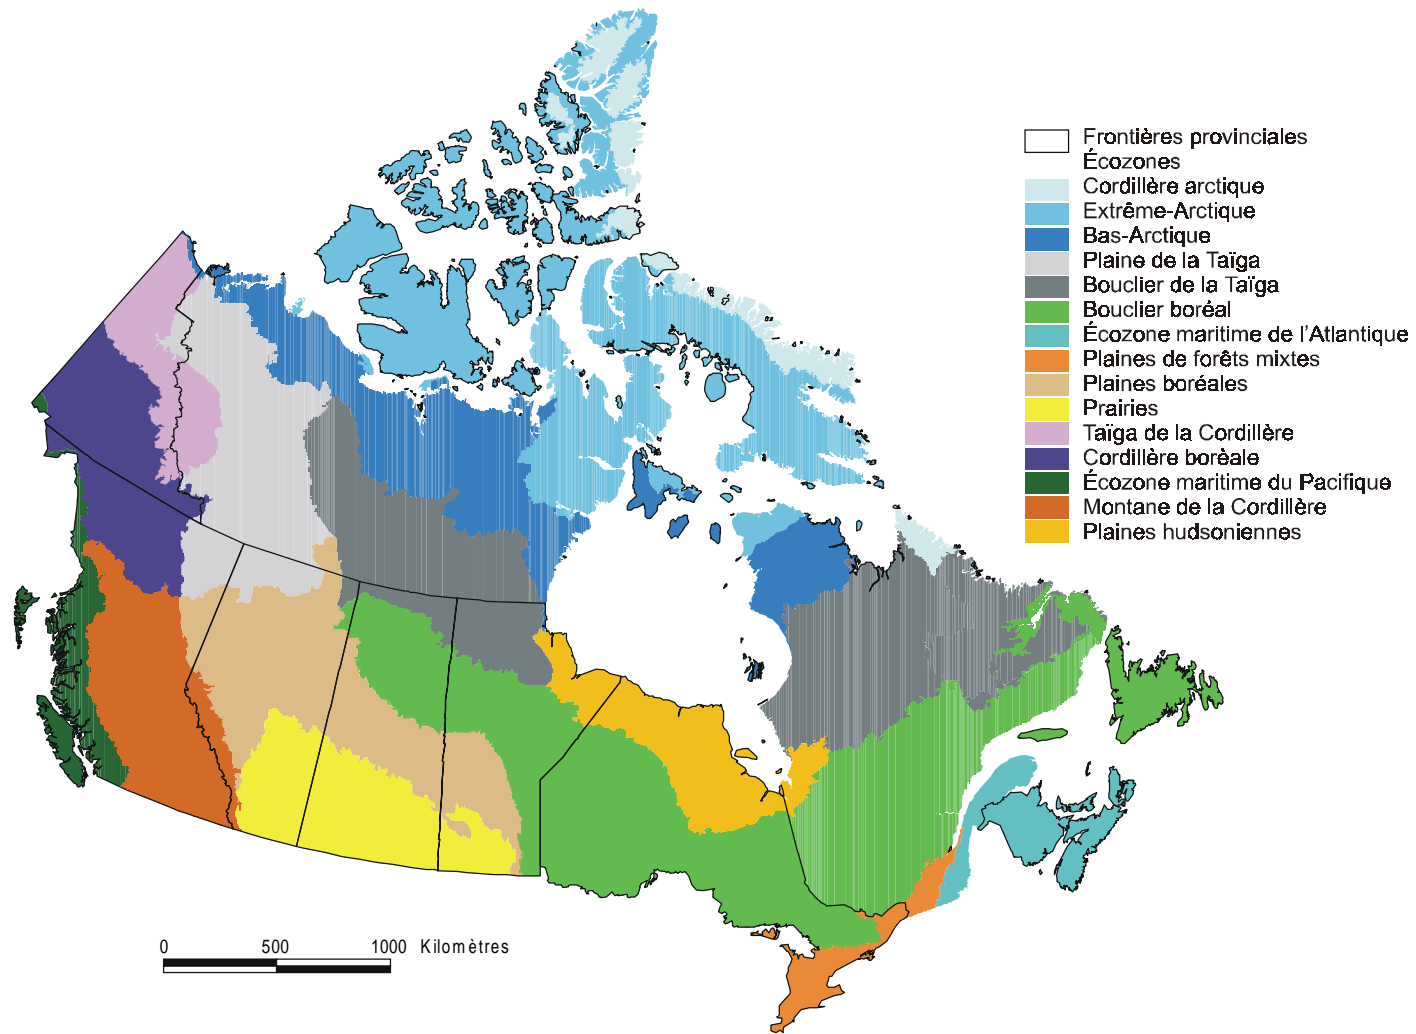 Frontières provinciales
Écozones
Cordillère arctique
Extrême-Arctique
Bas-Arctique
Plaine de la Taïga
Bouclier de la Taïga
Bouclier boréal
Écozone maritime de l'Atlantique
Plaines de forêts mixtes
Plaines boréales
Prairies
Taïga de la Cordillère
Cordillère borèale
Écozone maritime du Pacifique
Montane de la Cordillère
Plaines hudsoniennes
0 500 1000 Kilomètres